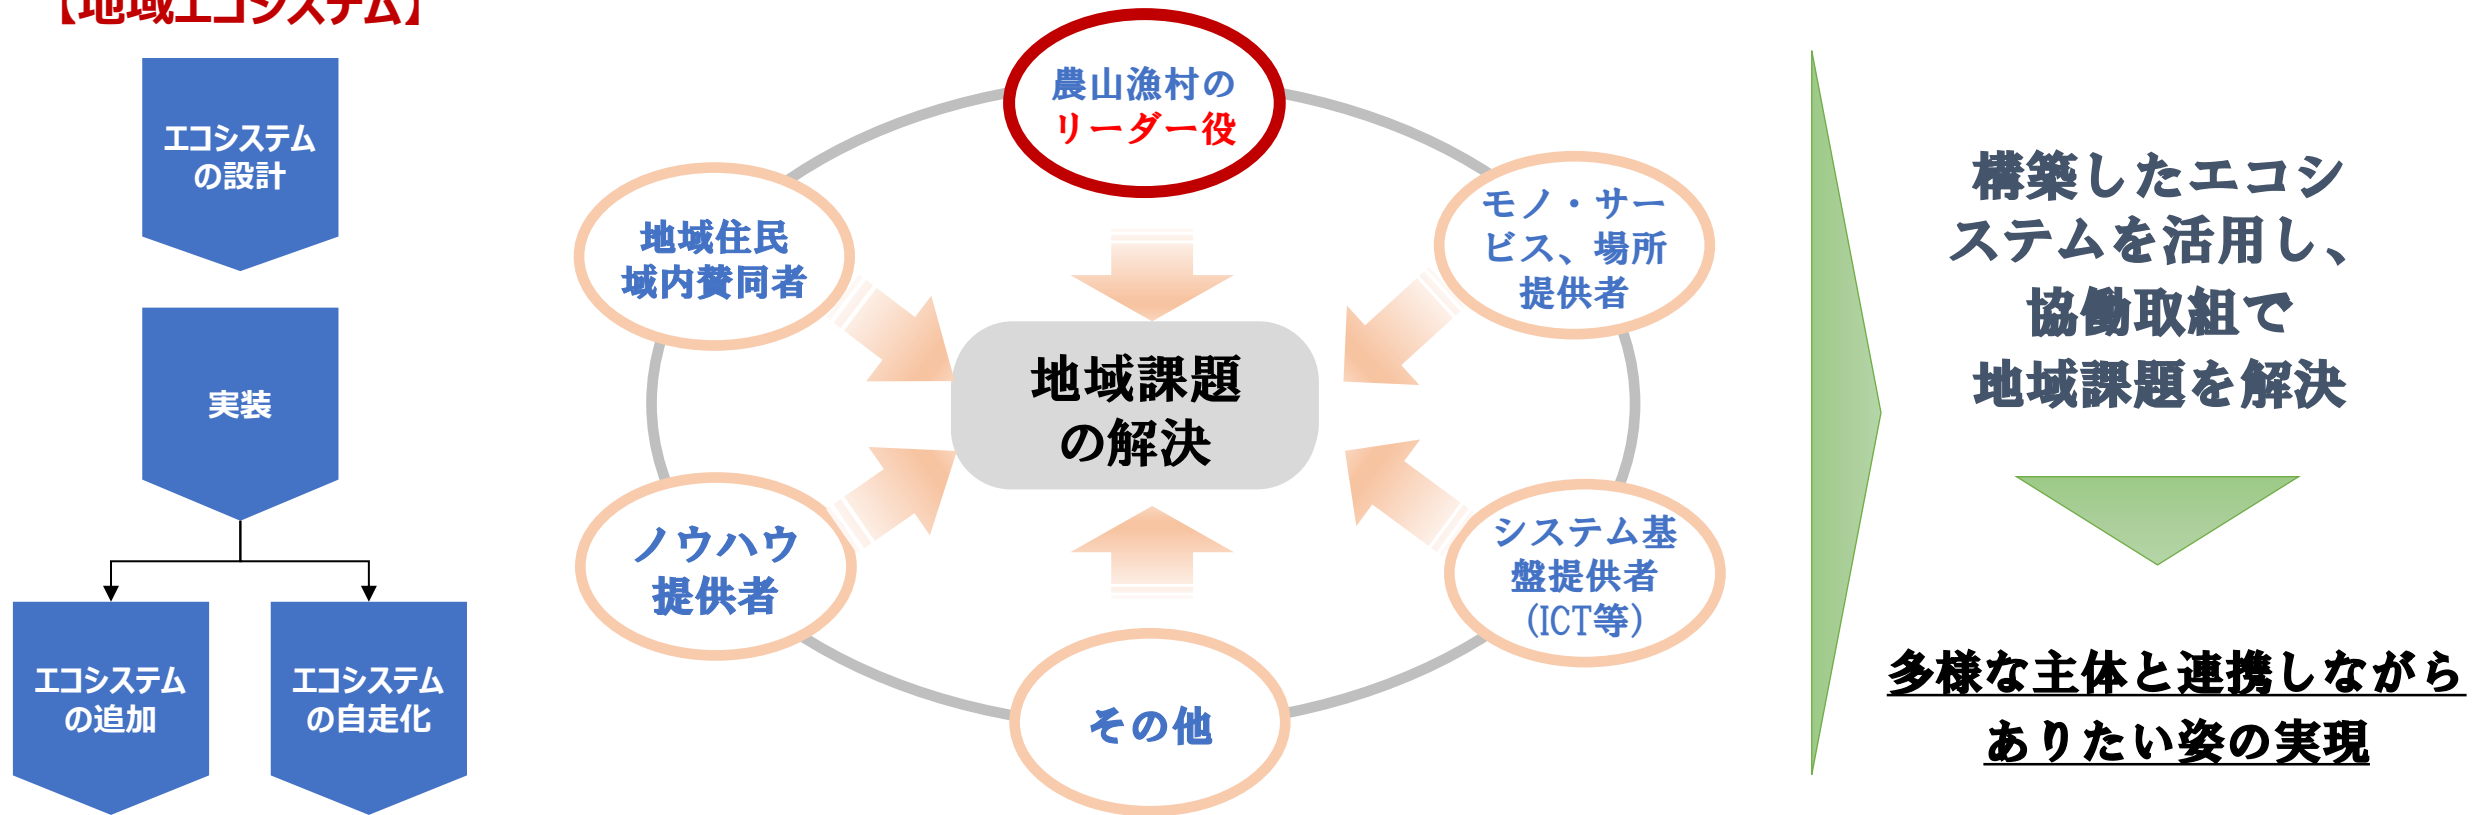 【地域エコシステム】
エコシステム
の設計
実装
エコシステム
の追加
エコシステム
の自走化
農山漁村の
リーダー役
地域住民
域内賛同者
モノ・サー
ビス、場所
提供者
地域課題
の解決
ノウハウ
提供者
システム基
盤提供者
(ICT等)
その他
構築したエコシ
ステムを活用し、
協働取組で
地域課題を解決
多様な主体と連携しながら
ありたい姿の実現